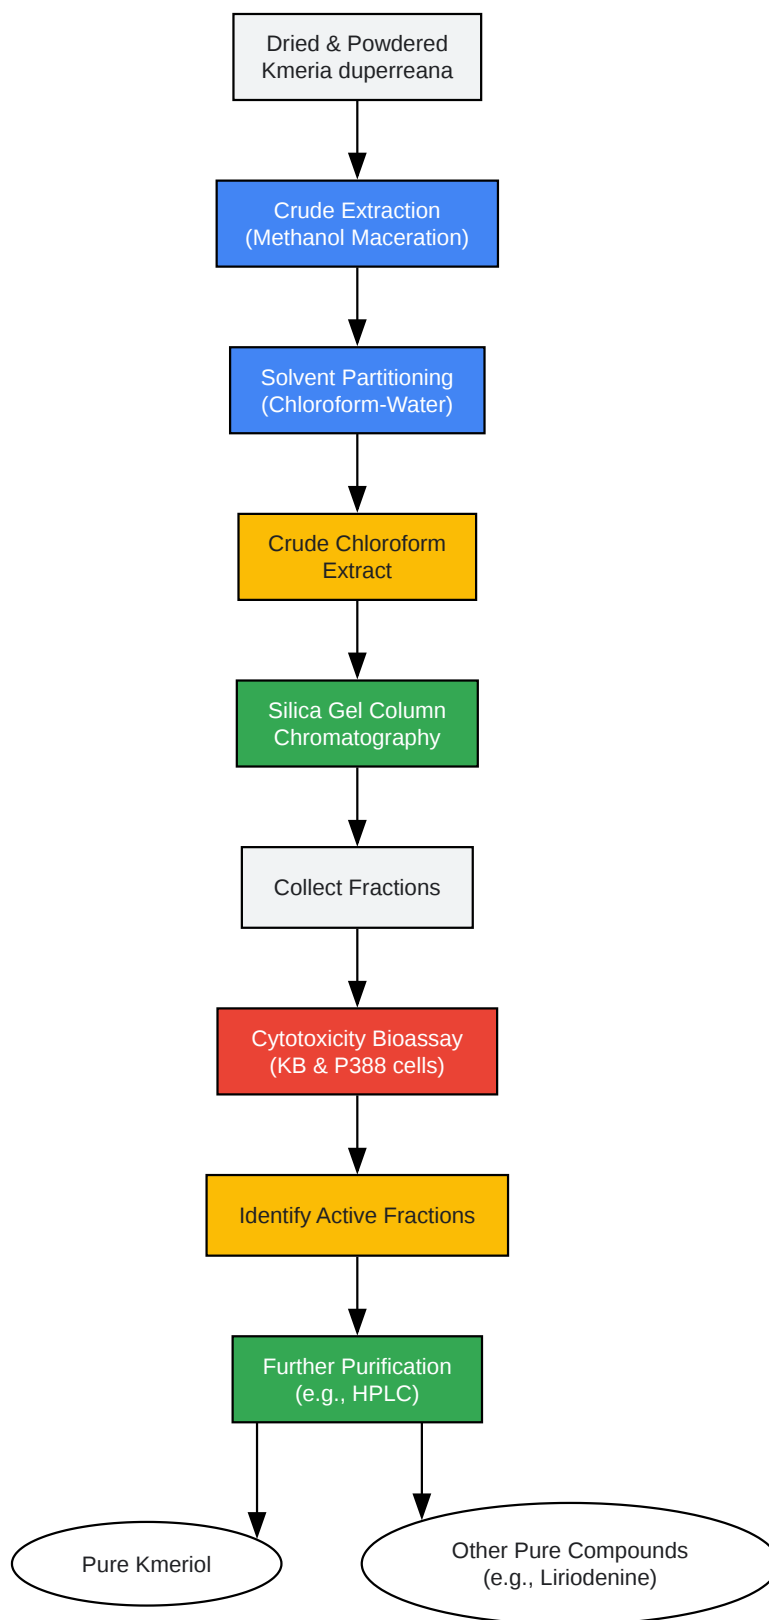 Dried & Powdered
Kmeria duperreana
Crude Extraction
(Methanol Maceration)
Solvent Partitioning
(Chloroform-Water)
Crude Chloroform
Extract
Silica Gel Column
Chromatography
Collect Fractions
Cytotoxicity Bioassay
(KB & P388 cells)
Identify Active Fractions
Further Purification
(e.g., HPLC)
Pure Kmeriol
Other Pure Compounds
(e.g., Liriodenine)